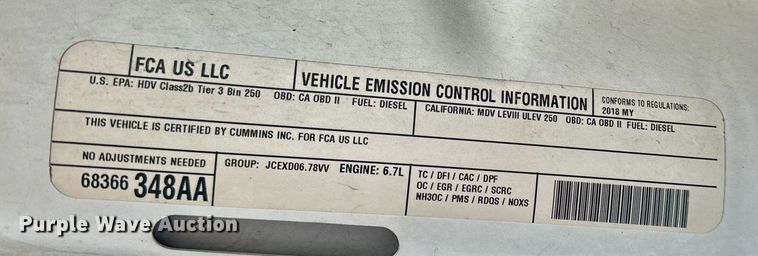 FCA US LLC
VEHICLE EMISSION CONTROL INFORMATION
CONFORMS TO REGULATIONS:
2018 MY
U.S. EPA: HDV Class2b Tier 3 Bin 250 OBD: CA OBD II FUEL: DIESEL
CALIFORNIA: MDV LEVIII ULEV 250 OBD: CA OBD II FUEL: DIESEL
THIS VEHICLE IS CERTIFIED BY CUMMINS INC. FOR FCA US LLC
NO ADJUSTMENTS NEEDED
68366 348AA
GROUP: JCEXD06.78VV ENGINE: 6.7L
TC / DFI / CAC / DPF
OC / EGR / EGRC / SCRC
NH3OC / PMS / RDQS / NOXS
Purple Wave Auction